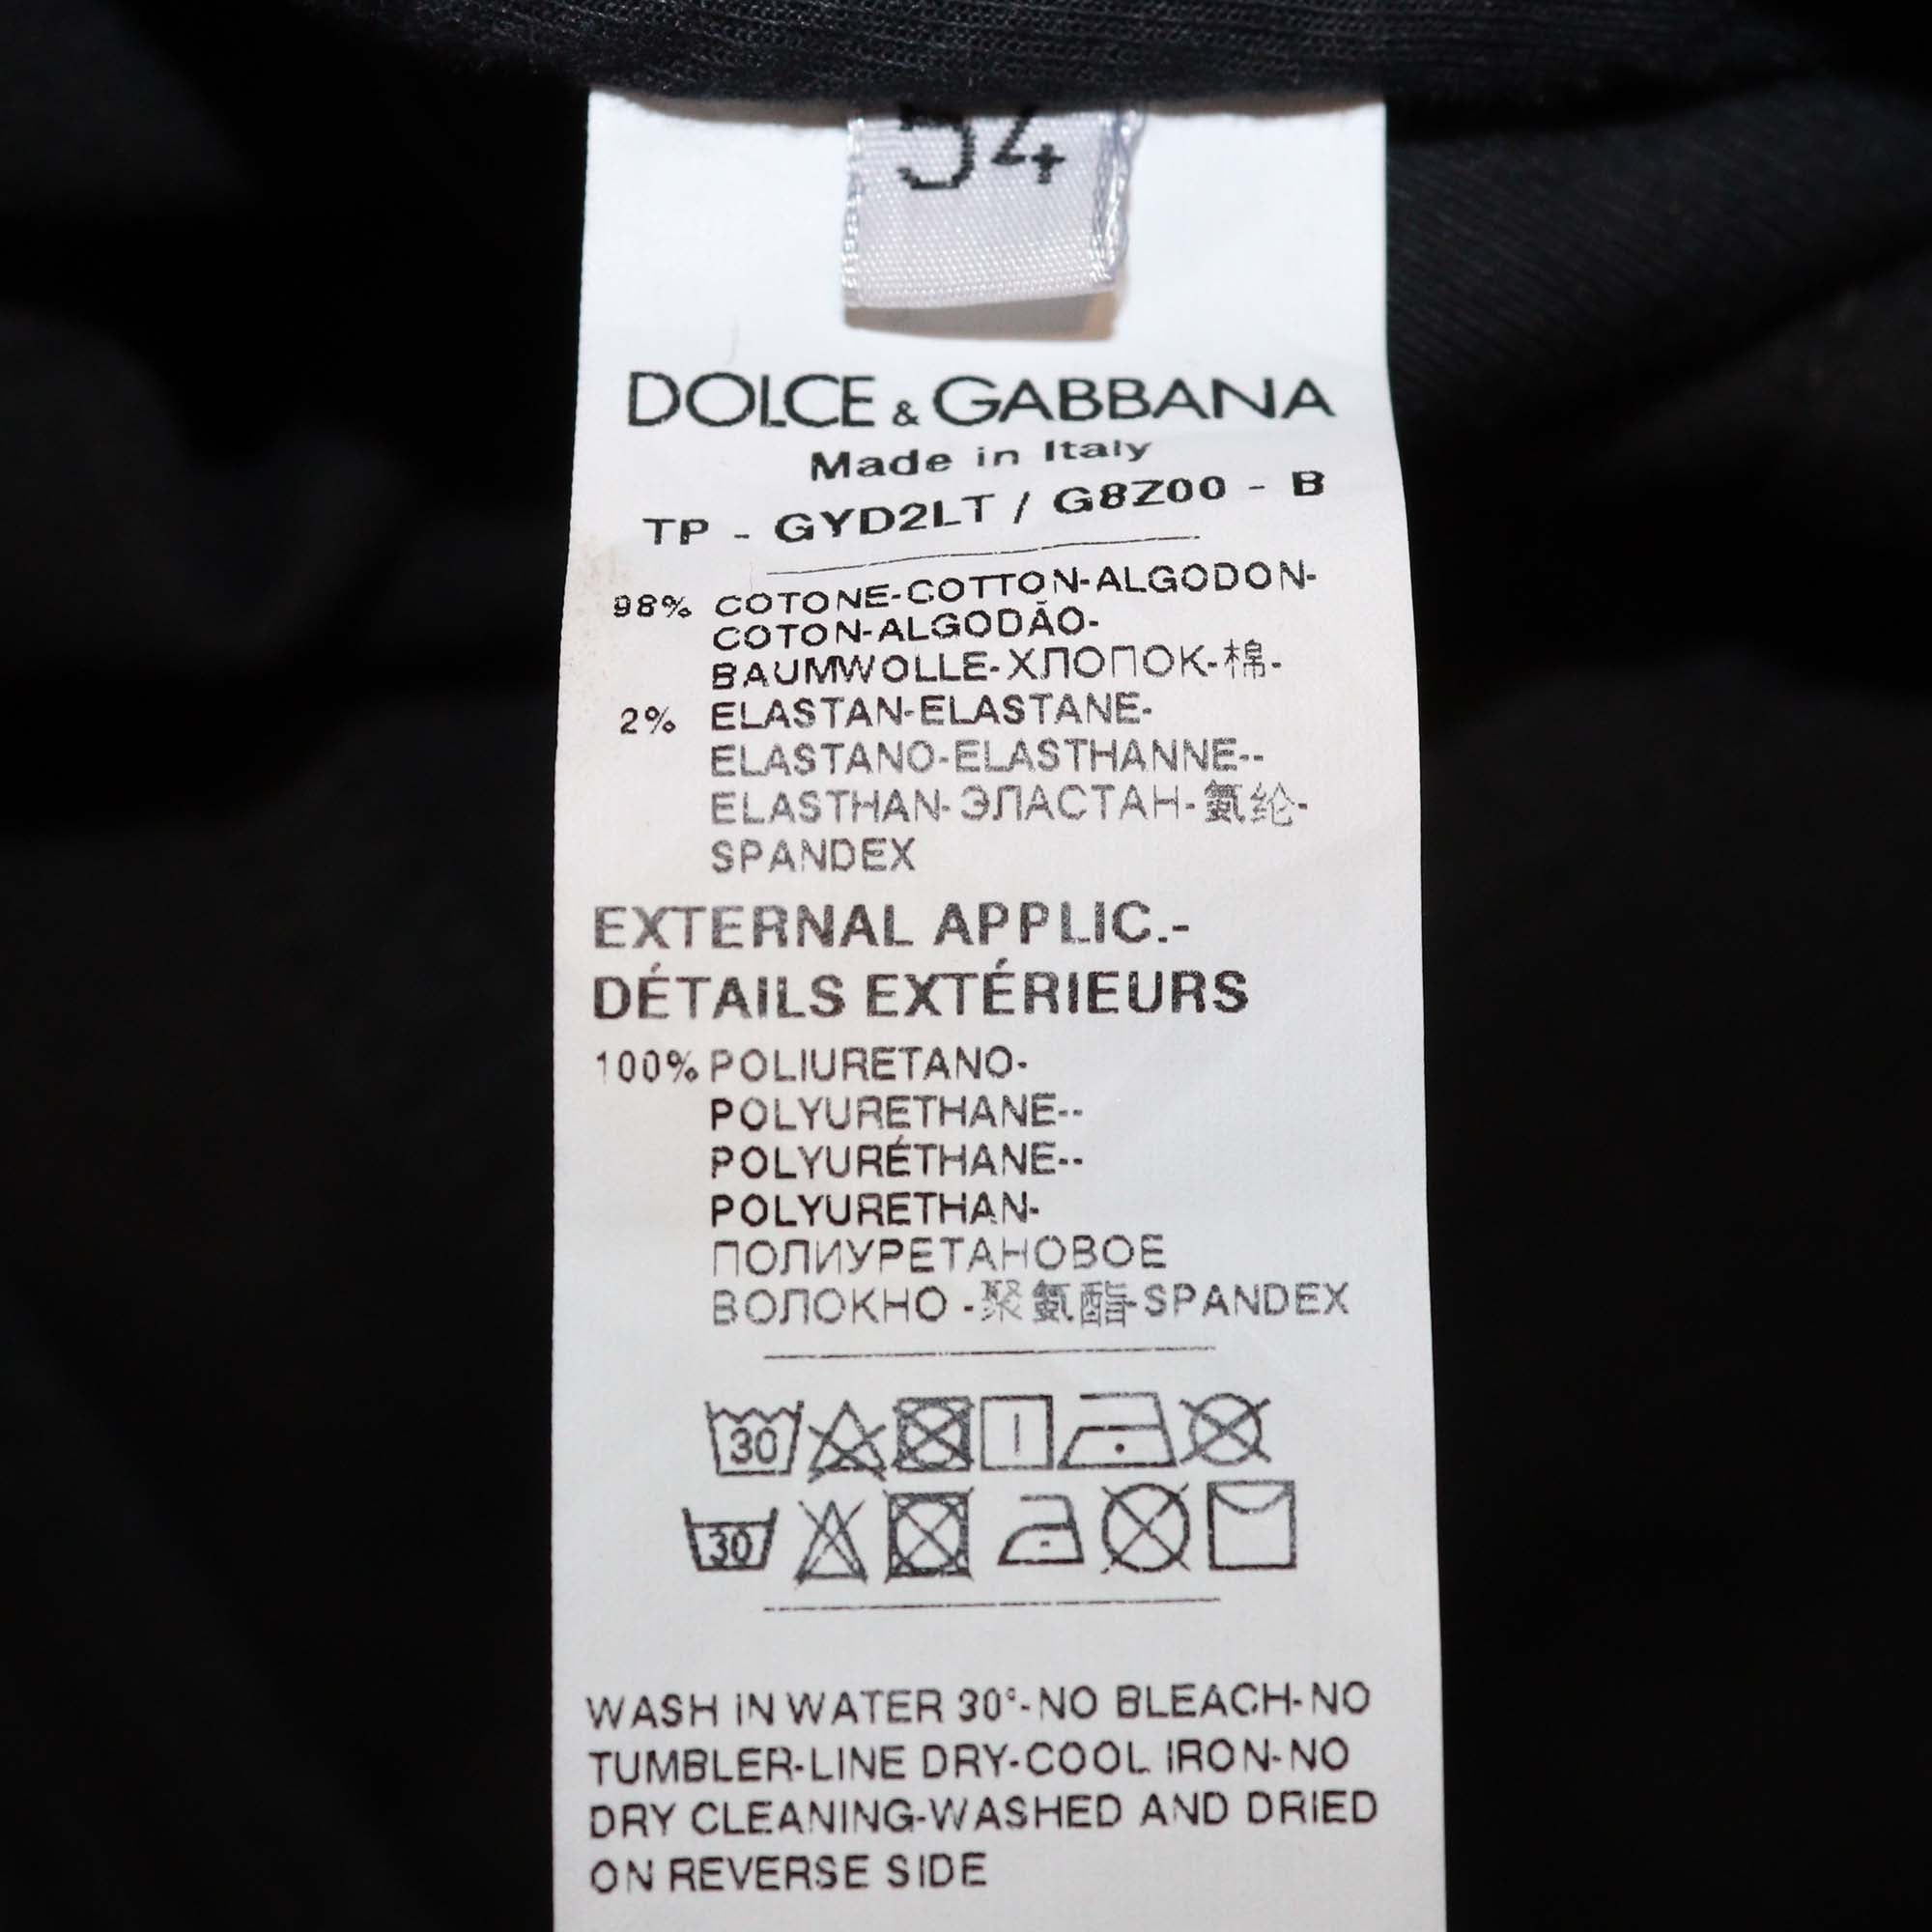 54
DOLCE & GABBANA
Made in Italy
TP - GYD2LT / G8Z00 - B
98% COTONE-COTTON-ALGODON-
COTON-ALGODÃO-
BAUMWOLLE-ХЛОПОК-棉-
2% ELASTAN-ELASTANE-
ELASTANO-ELASTHANNE--
ELASTHAN-ЭЛАСТАН-氨纶-
SPANDEX
EXTERNAL APPLIC.-
DÉTAILS EXTÉRIEURS
100% POLIURETANO-
POLYURETHANE--
POLYURÉTHANE--
POLYURETHAN-
ПОЛИУРЕТАНОВОЕ
ВОЛОКНО-聚氨酯-SPANDEX
30
30
WASH IN WATER 30°-NO BLEACH-NO
TUMBLER-LINE DRY-COOL IRON-NO
DRY CLEANING-WASHED AND DRIED
ON REVERSE SIDE